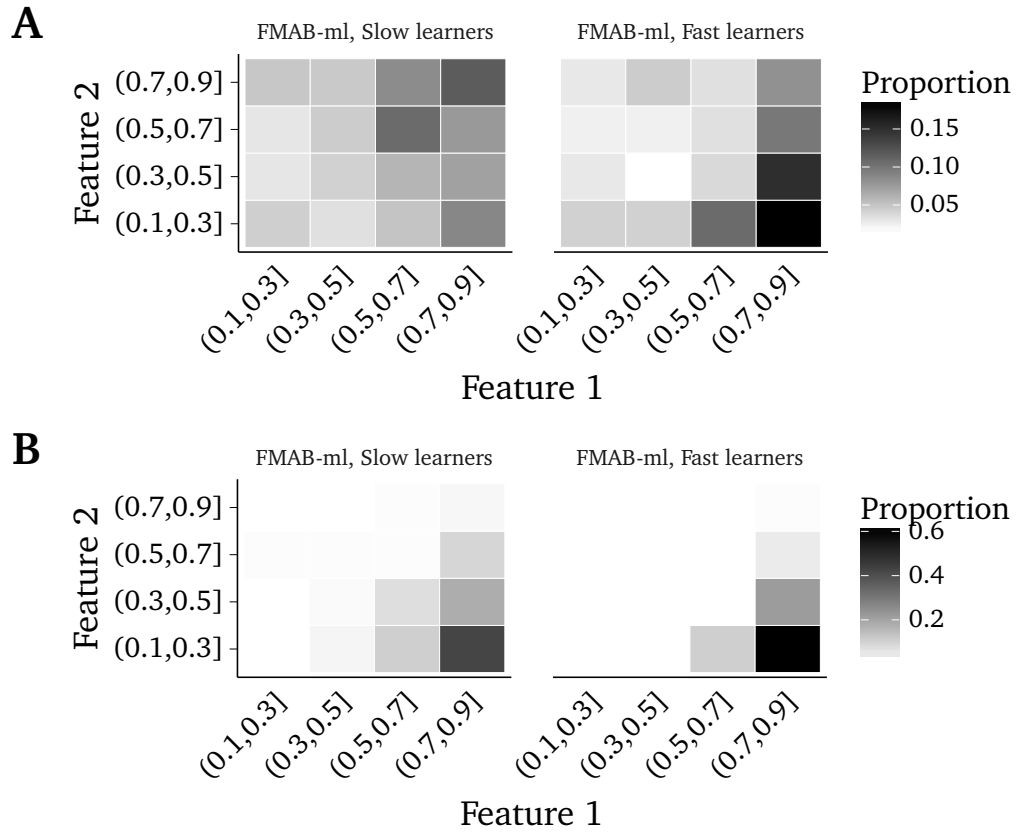 A
FMAB-ml, Slow learners
FMAB-ml, Fast learners
Feature 2
(0.7,0.9]
(0.5,0.7]
(0.3,0.5]
(0.1,0.3]
Proportion
0.15
0.10
0.05
(0.1,0.3]
(0.3,0.5]
(0.5,0.7]
(0.7,0.9]
(0.1,0.3]
(0.3,0.5]
(0.5,0.7]
(0.7,0.9]
Feature 1
B
FMAB-ml, Slow learners
FMAB-ml, Fast learners
Feature 2
(0.7,0.9]
(0.5,0.7]
(0.3,0.5]
(0.1,0.3]
Proportion
0.6
0.4
0.2
(0.1,0.3]
(0.3,0.5]
(0.5,0.7]
(0.7,0.9]
(0.1,0.3]
(0.3,0.5]
(0.5,0.7]
(0.7,0.9]
Feature 1